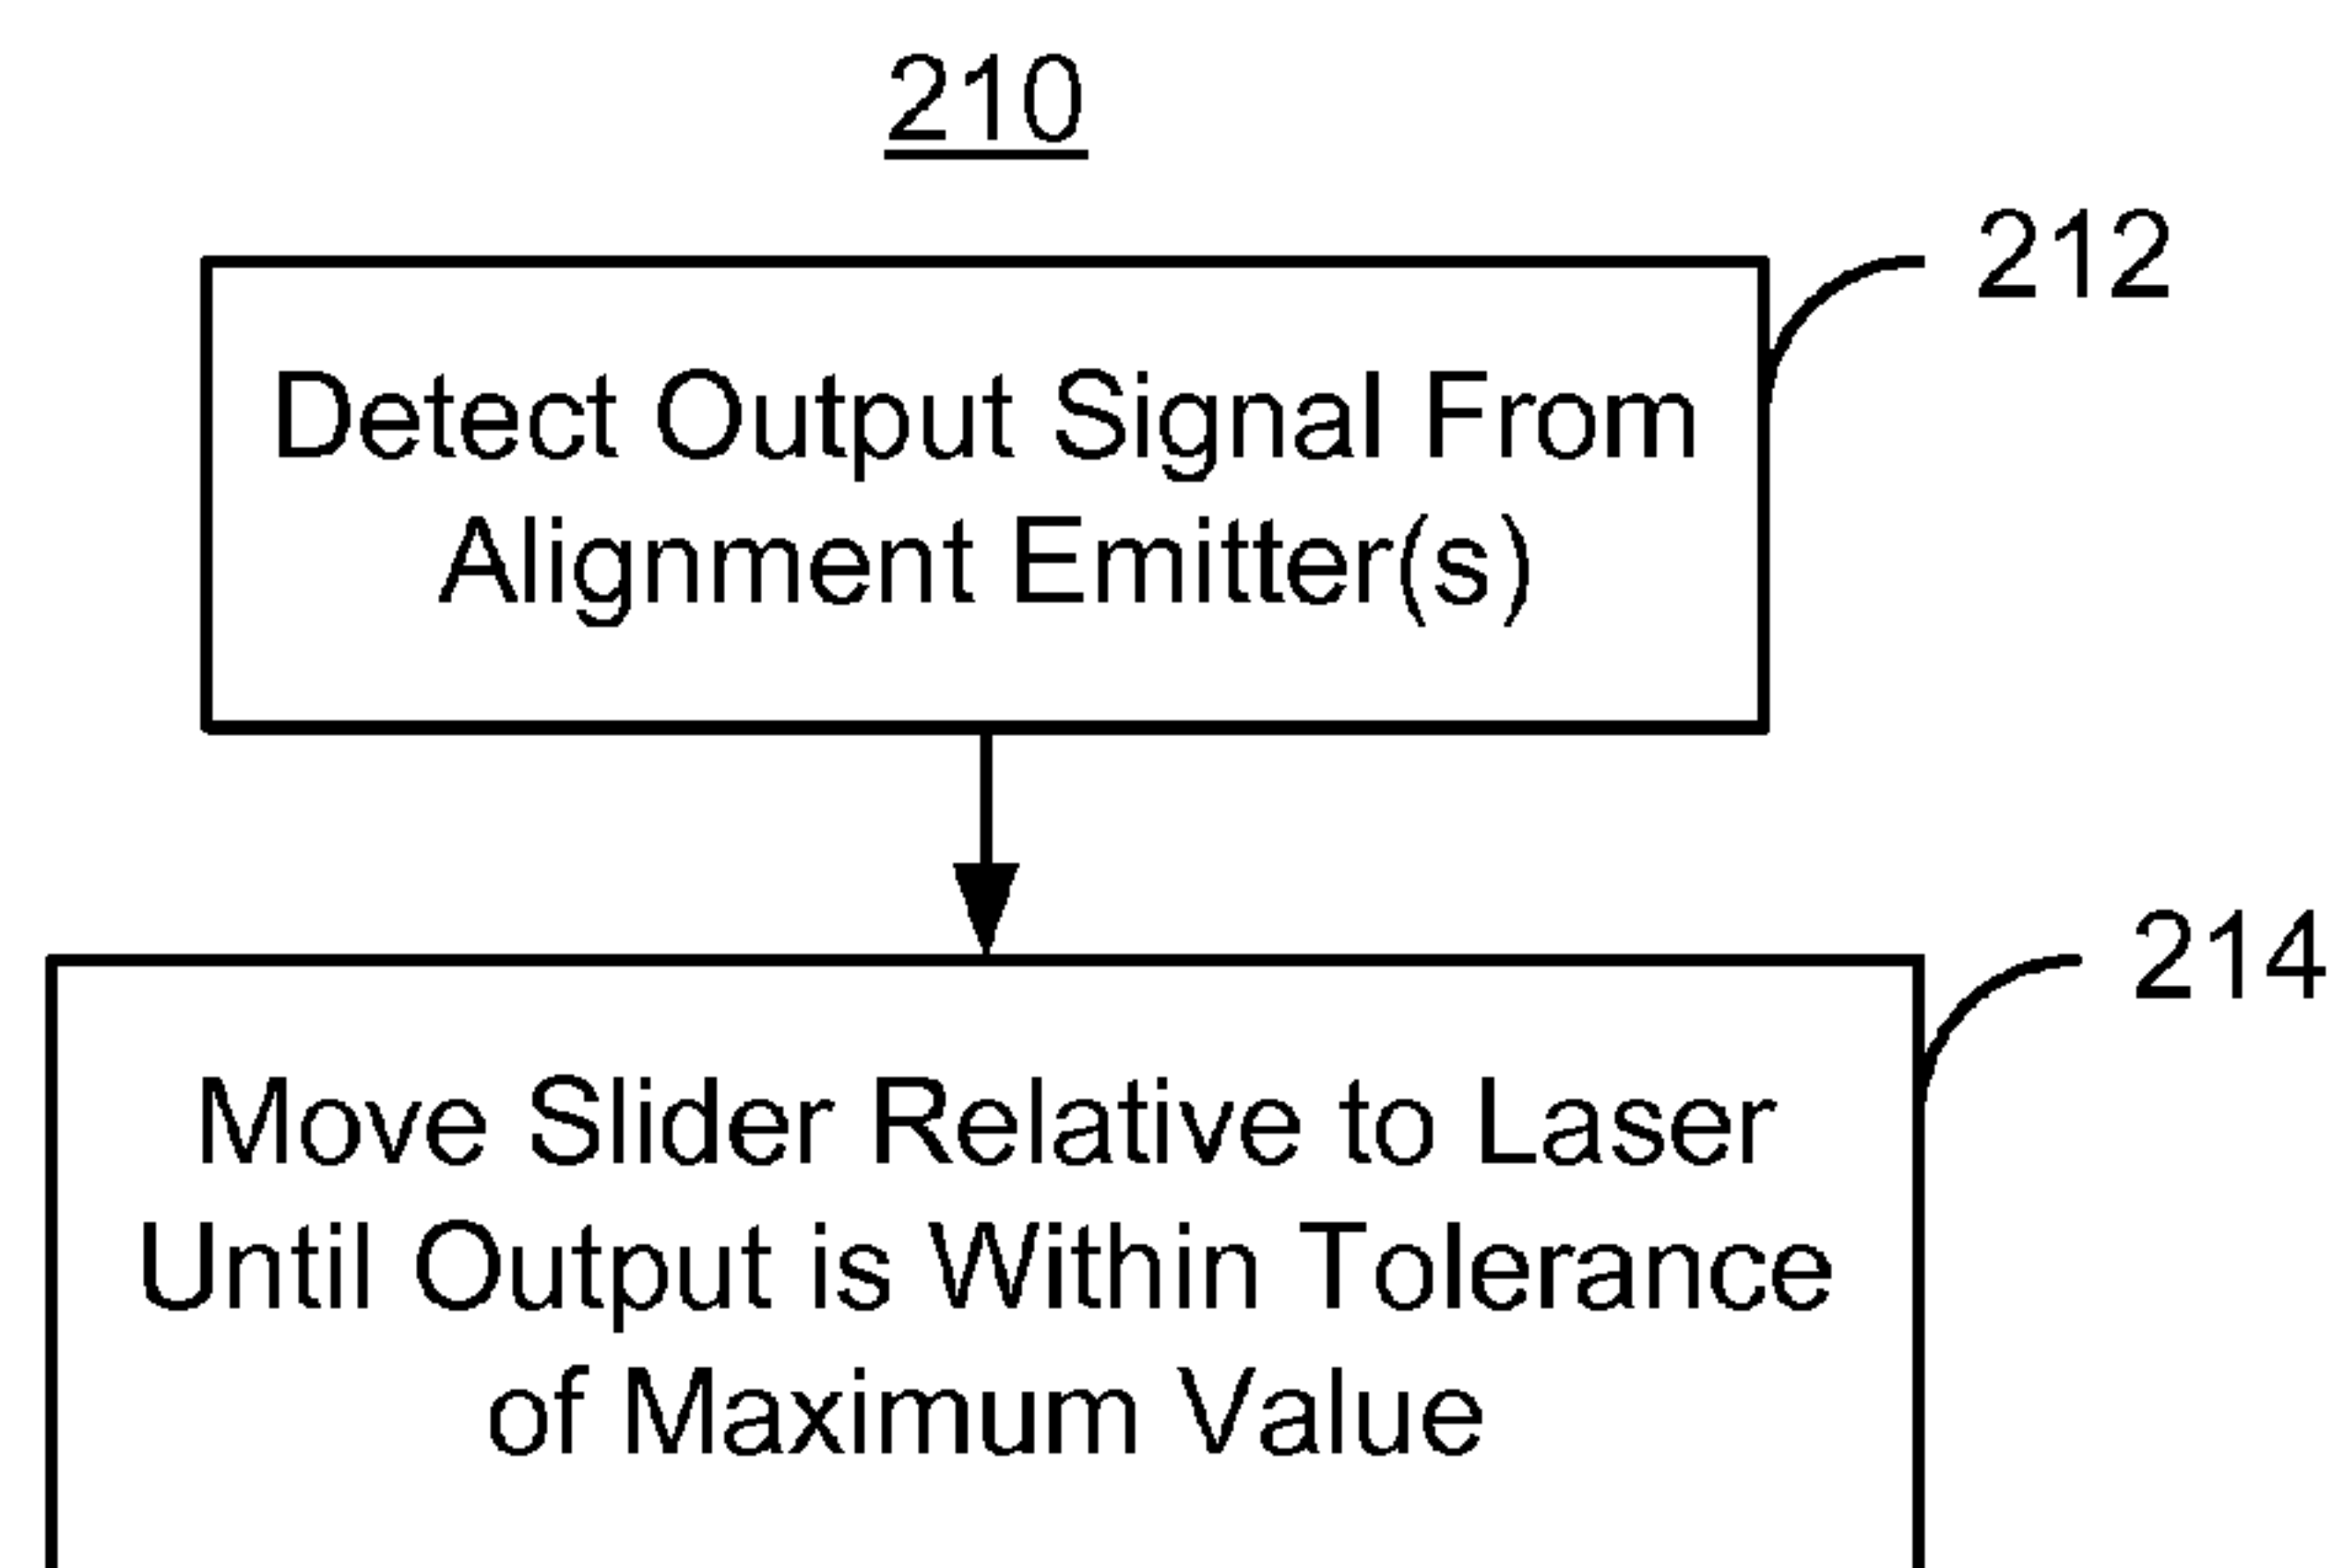 210
212
Detect Output Signal From
Alignment Emitter(s)
214
Move Slider Relative to Laser
Until Output is Within Tolerance
of Maximum Value